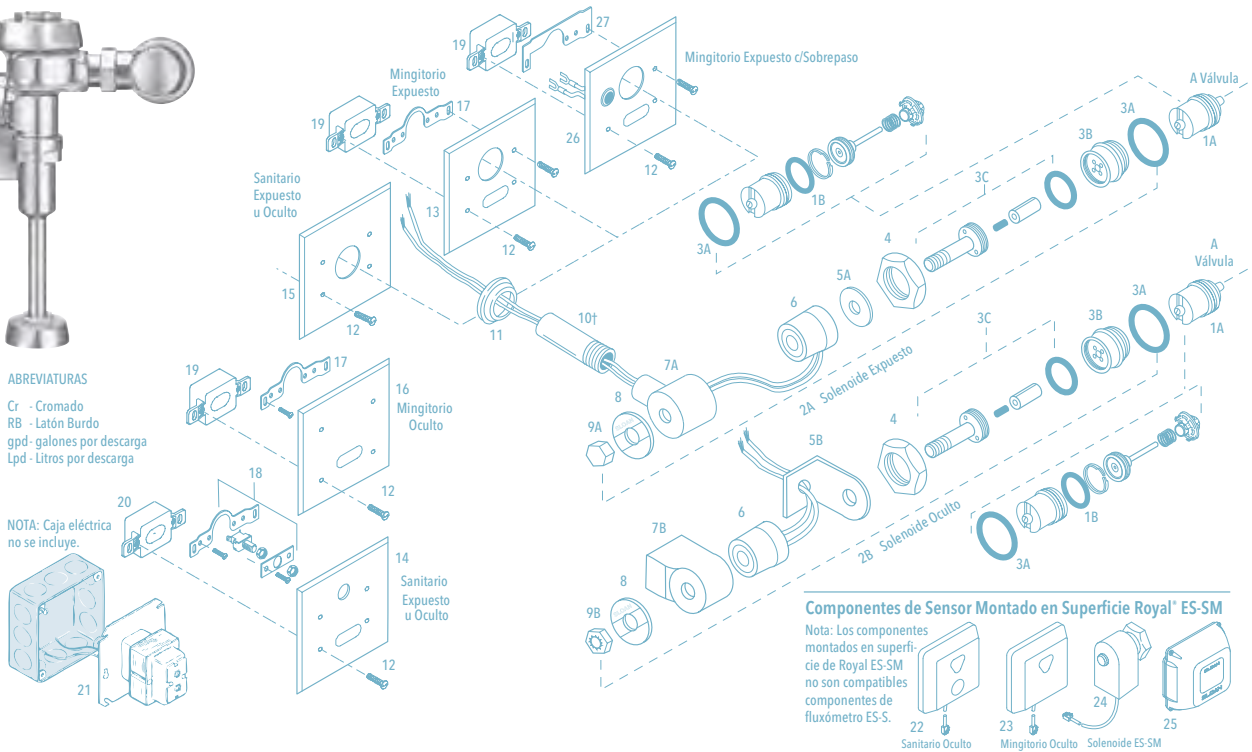 27
19
Mingitorio Expuesto c/Sobrepaso
Mingitorio
Expuesto
17
19
26
12
A Válvula
3A
1A
3B
3C
Sanitario
Expuesto
u Oculto
13
12
1B
3A
4
5A
6
A
Válvula
15
12
11
10†
3A
3B
1A
3C
ABREVIATURAS
Cr - Cromado
RB - Latón Burdo
gpd - galones por descarga
Lpd - Litros por descarga
19
17
16
Mingitorio
Oculto
7A
8
9A
2A Solenoide Expuesto
4
5B
12
18
20
NOTA: Caja eléctrica
no se incluye.
14
Sanitario
Expuesto
u Oculto
7B
6
2B Solenoide Oculto
1B
3A
8
9B
12
21
Componentes de Sensor Montado en Superficie Royal® ES-SM
Nota: Los componentes
montados en superfi-
cie de Royal ES-SM
no son compatibles
componentes de
fluxómetro ES-S.
22
Sanitario Oculto
23
Mingitorio Oculto
24
Solenoide ES-SM
SLOAN
25